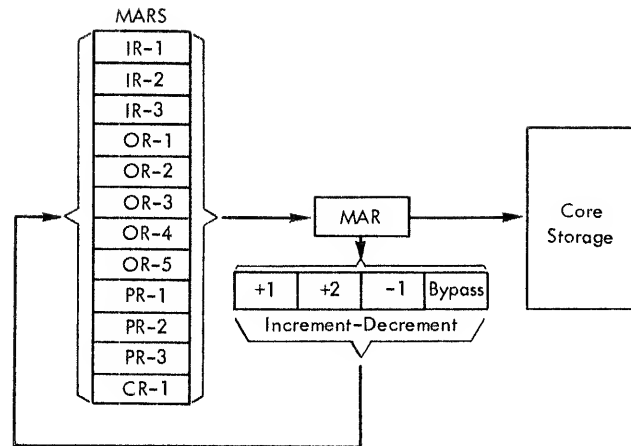 MARS
IR-1
IR-2
IR-3
OR-1
OR-2
OR-3
OR-4
OR-5
PR-1
PR-2
PR-3
CR-1
MAR
Core
Storage
+1 +2 -1 Bypass
Increment-Decrement